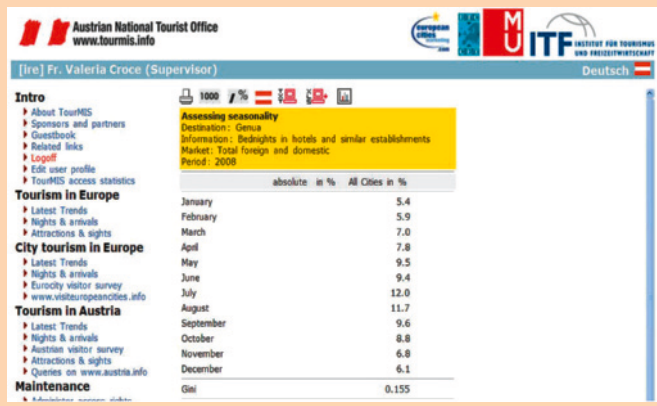 Austrian National Tourist Office
www.tourmis.info
european
cities
marketing
.com
MU
ITF INSTITUT FÜR TOURISMUS
UND FREIZEITWIRTSCHAFT
[ire] Fr. Valeria Croce (Supervisor)
Deutsch
Intro
About TourMIS
Sponsors and partners
Guestbook
Related links
Logoff
Edit user profile
TourMIS access statistics
Tourism in Europe
Latest Trends
Nights & arrivals
Attractions & sights
City tourism in Europe
Latest Trends
Nights & arrivals
Eurocity visitor survey
www.visiteuropeancities.info
Tourism in Austria
Latest Trends
Nights & arrivals
Austrian visitor survey
Attractions & sights
Queries on www.austria.info
Maintenance
1000 %
Assessing seasonality
Destination: Genua
Information: Bednights in hotels and similar establishments
Market: Total foreign and domestic
Period: 2008
absolute in % All Cities in %
January 5.4
February 5.9
March 7.0
April 7.8
May 9.5
June 9.4
July 12.0
August 11.7
September 9.6
October 8.8
November 6.8
December 6.1
Gini 0.155